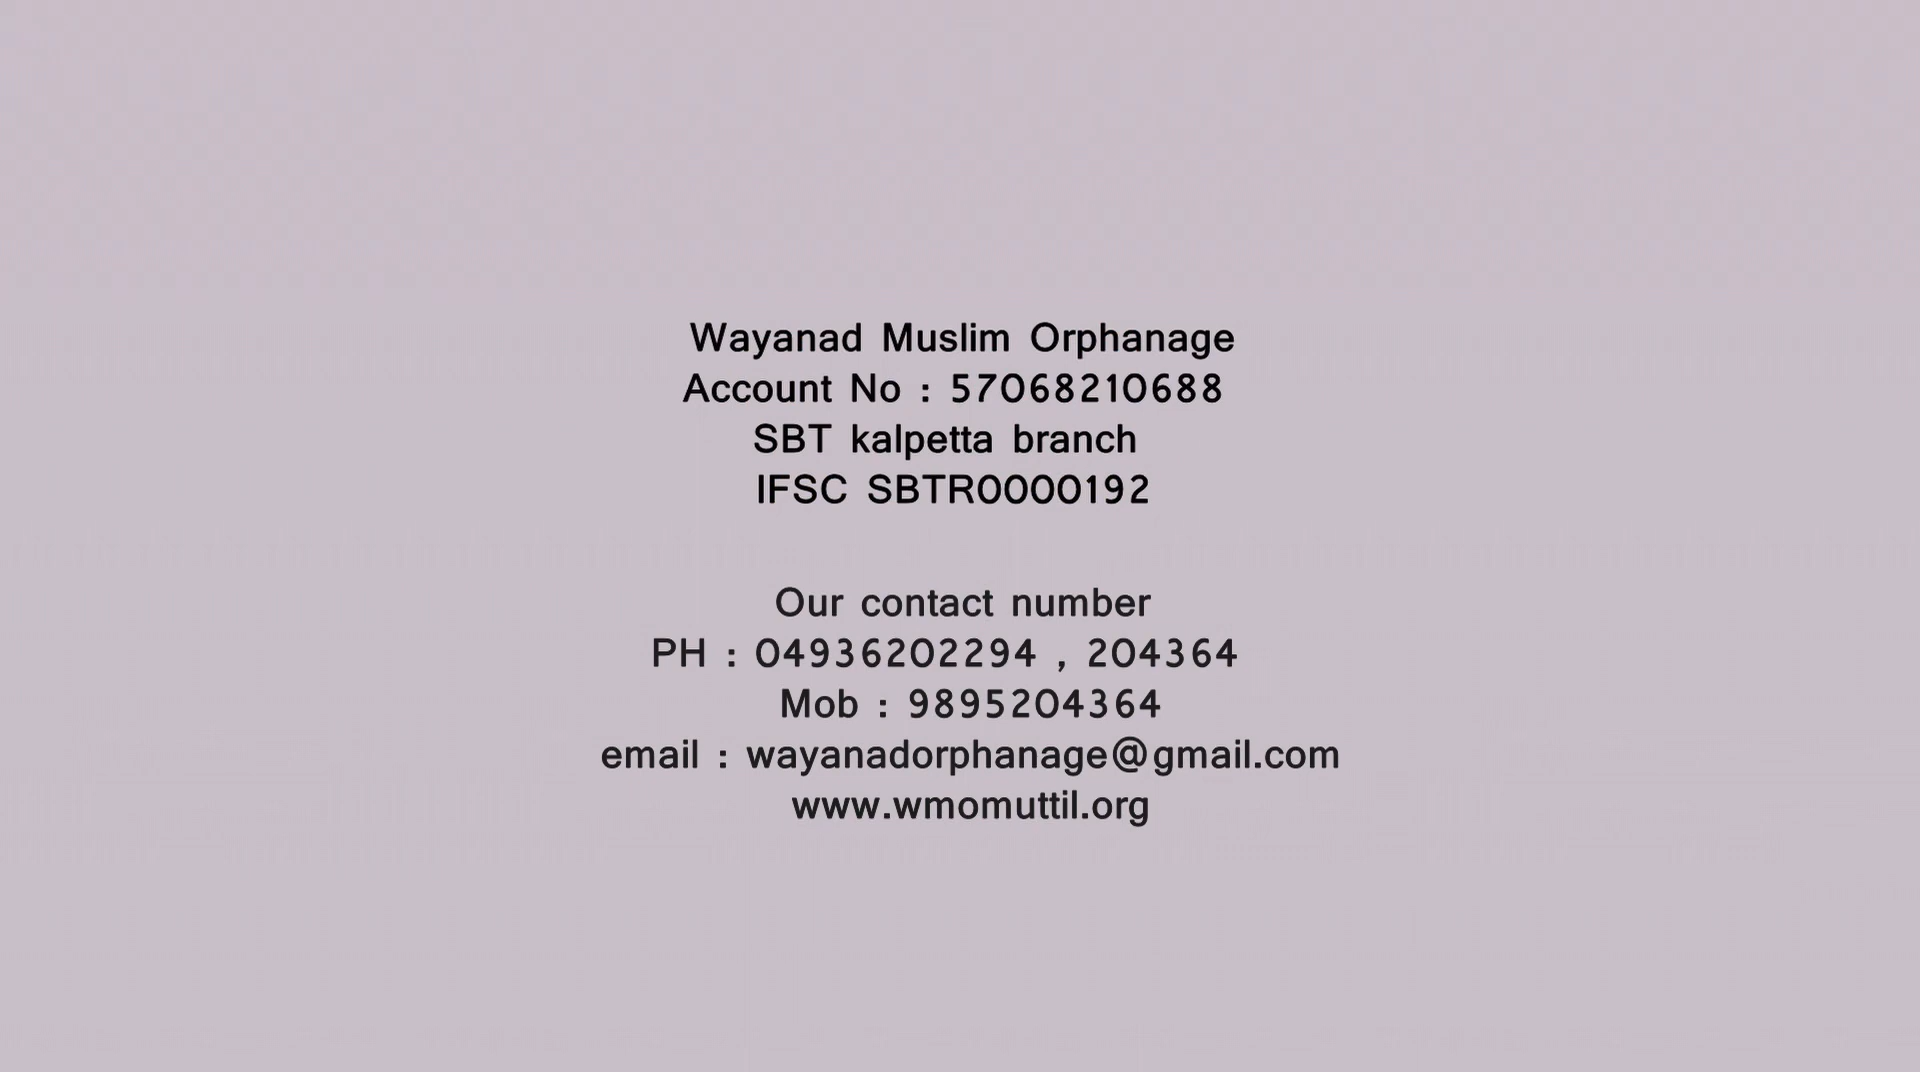 Wayanad Muslim Orphanage
Account No : 57068210688
SBT kalpetta branch
IFSC SBTR0000192
Our contact number
PH : 04936202294 , 204364
Mob : 9895204364
email : wayanadorphanage@gmail.com
www.wmomuttil.org